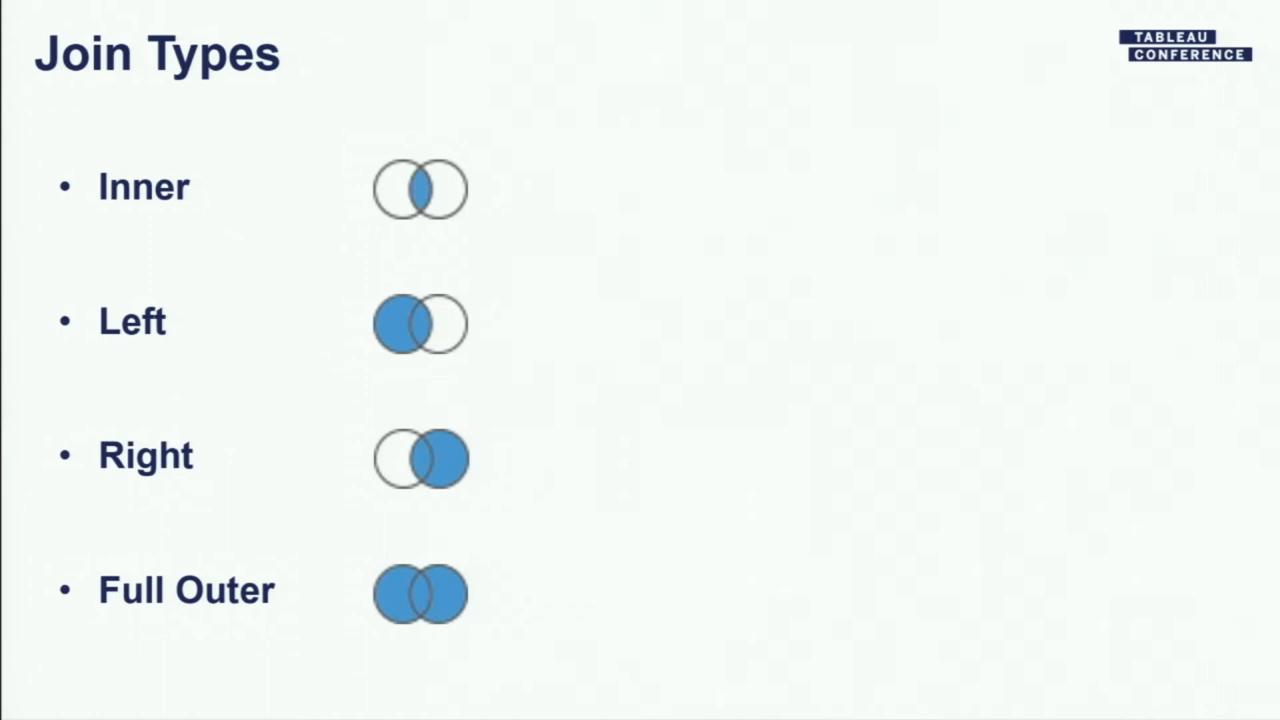 Join Types
TABLEAU
CONFERENCE
• Inner
• Left
• Right
• Full Outer